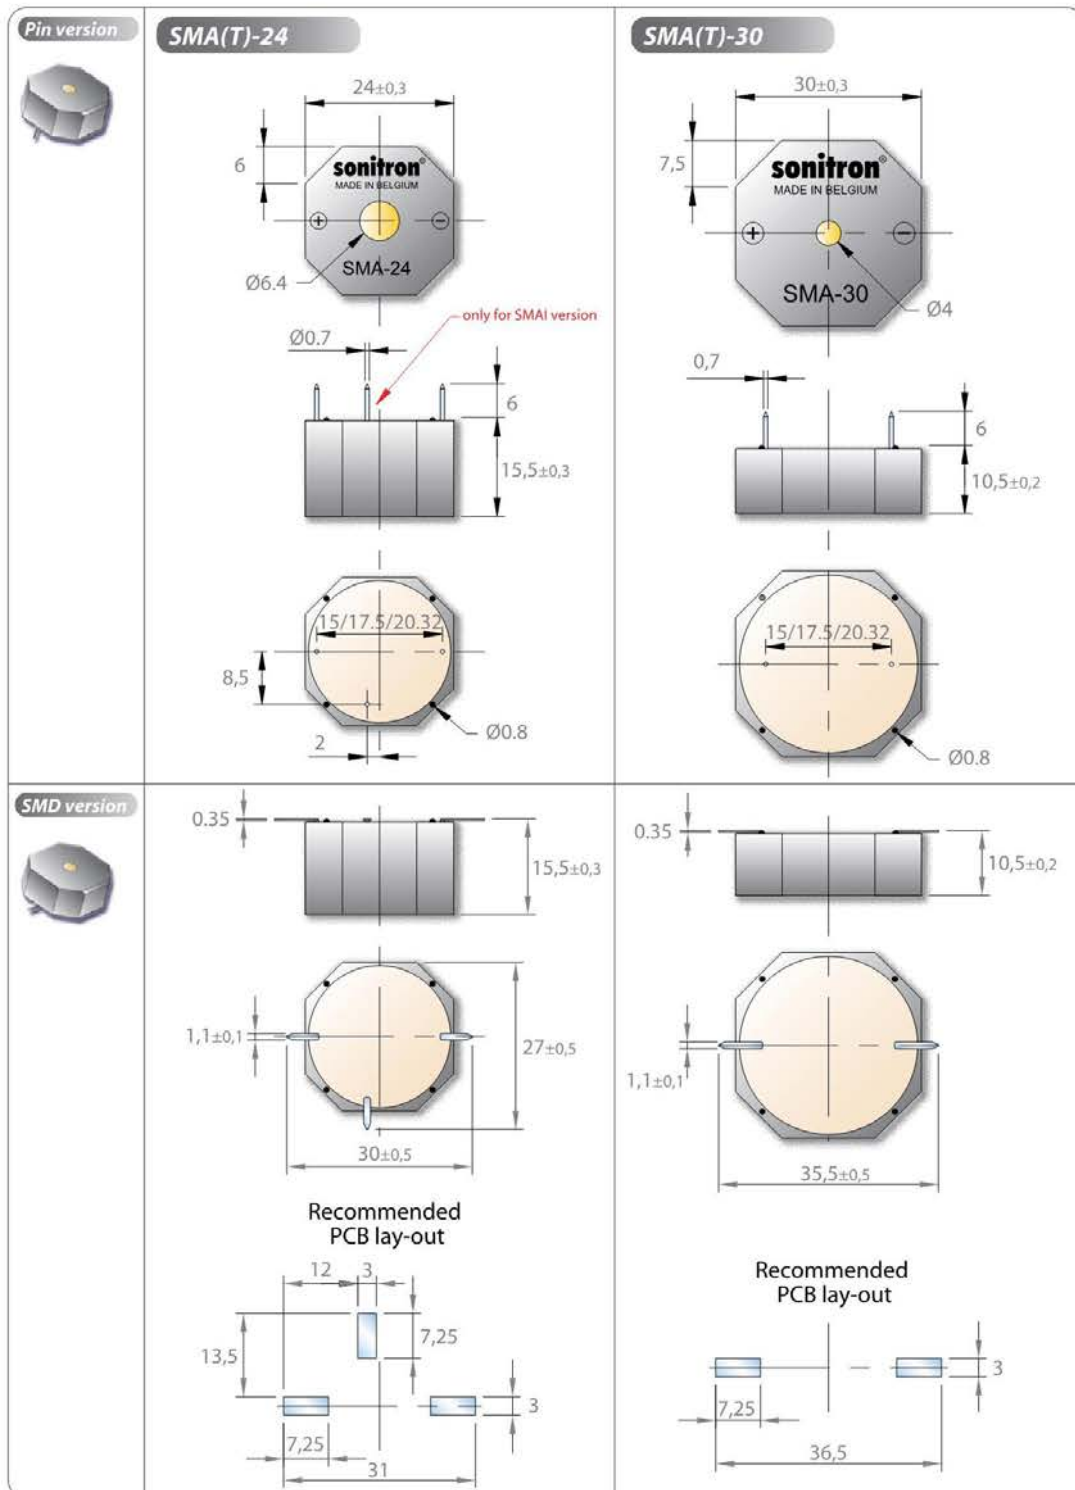 Pin version
SMA(T)-24
SMA(T)-30
24±0,3
6
sonitron®
MADE IN BELGIUM
+
−
Ø6.4
SMA-24
only for SMAI version
Ø0.7
6
15,5±0,3
15/17.5/20.32
8,5
2
Ø0.8
30±0,3
7,5
sonitron®
MADE IN BELGIUM
+
−
SMA-30
Ø4
0,7
6
10,5±0,2
15/17.5/20.32
Ø0.8
SMD version
0.35
15,5±0,3
1,1±0,1
27±0,5
30±0,5
Recommended
PCB lay-out
12
3
13,5
7,25
3
7,25
31
0.35
10,5±0,2
1,1±0,1
35,5±0,5
Recommended
PCB lay-out
3
7,25
36,5